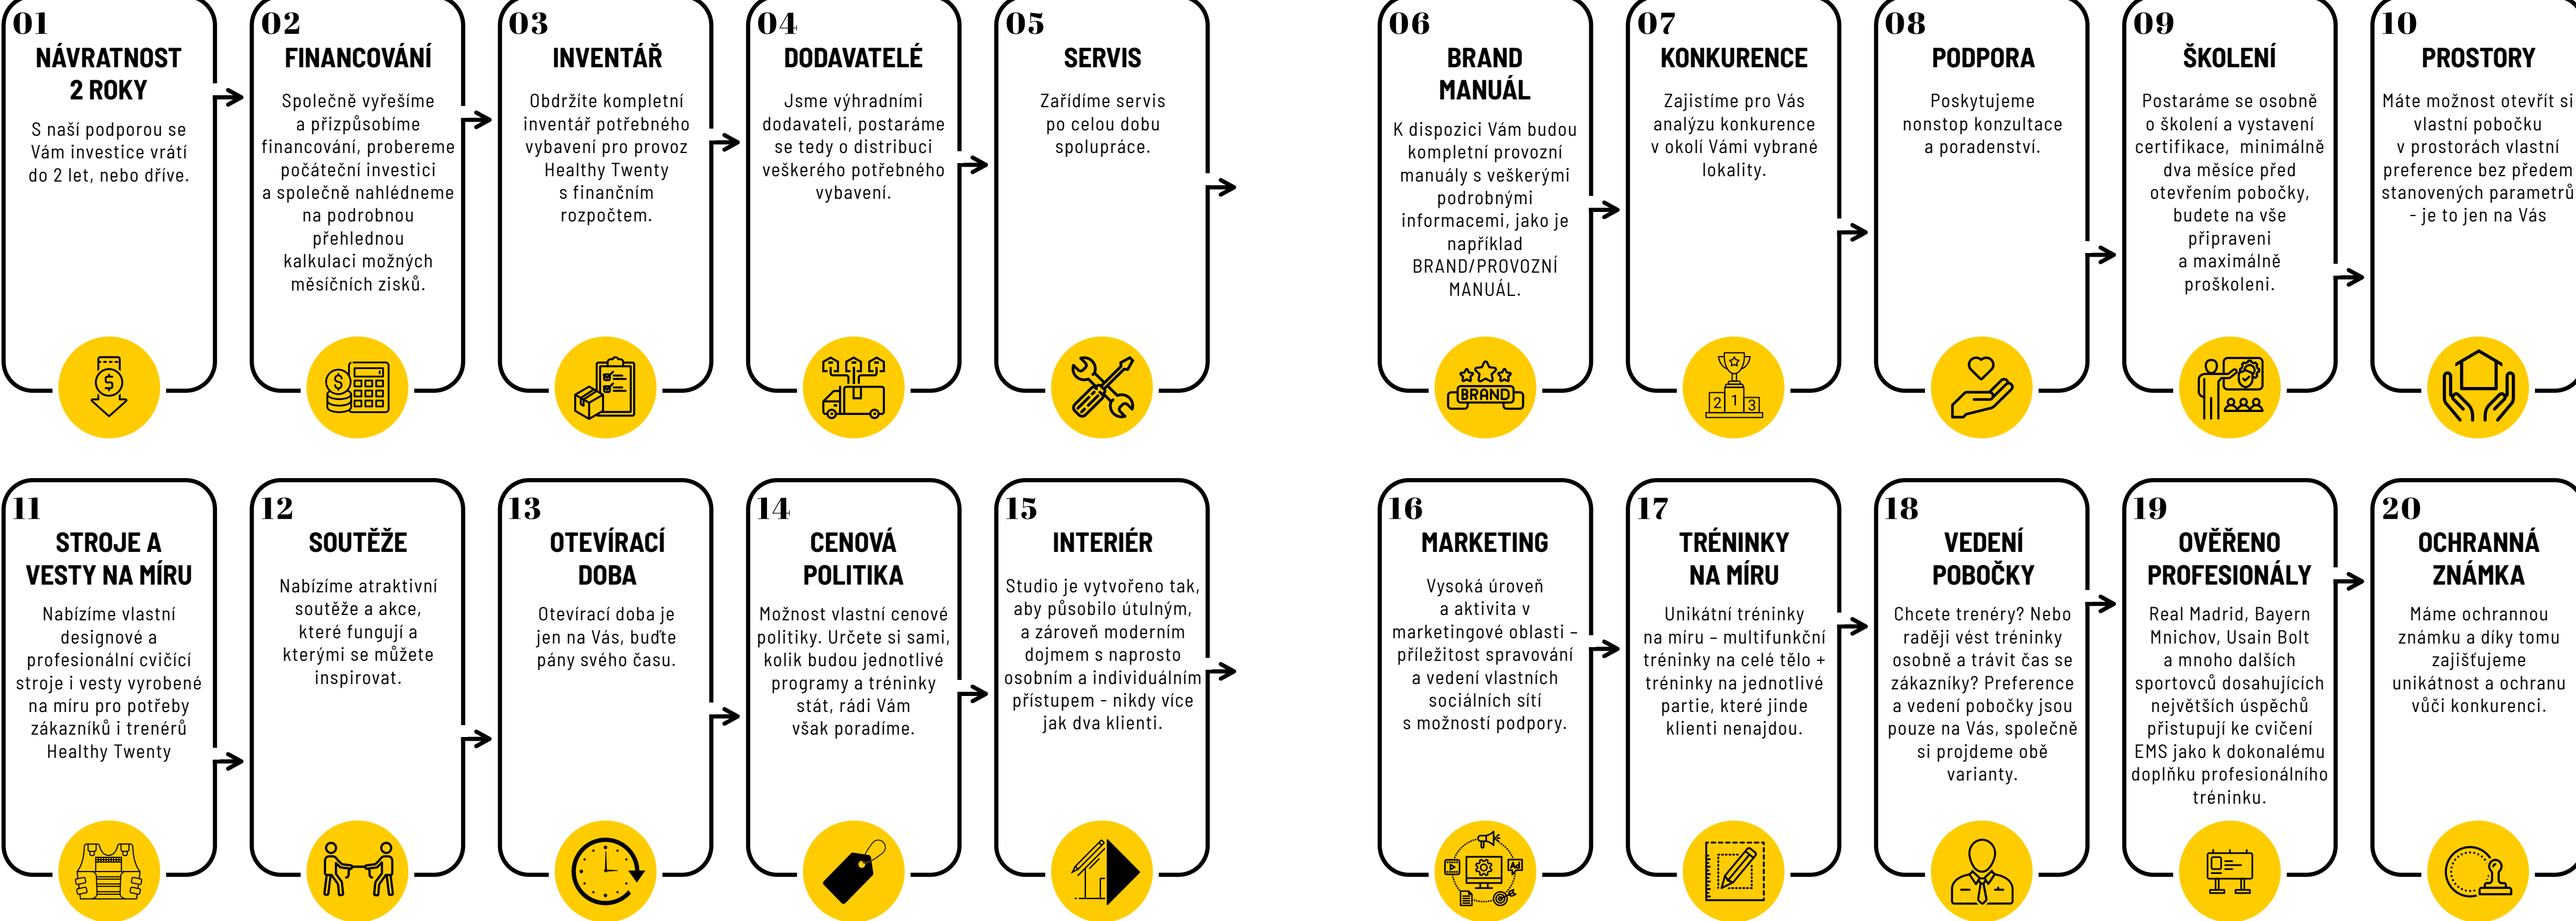 01
NÁVRATNOST
2 ROKY
S naší podporou se
Vám investice vrátí
do 2 let, nebo dříve.
02
FINANCOVÁNÍ
Společně vyřešíme
a přizpůsobíme
financování, probereme
počáteční investici
a společně nahlédneme
na podrobnou
přehlednou
kalkulaci možných
měsíčních zisků.
03
INVENTÁŘ
Obdržíte kompletní
inventář potřebného
vybavení pro provoz
Healthy Twenty
s finančním
rozpočtem.
04
DODAVATELÉ
Jsme výhradními
dodavateli, postaráme
se tedy o distribuci
veškerého potřebného
vybavení.
05
SERVIS
Zařídíme servis
po celou dobu
spolupráce.
06
BRAND
MANUÁL
K dispozici Vám budou
kompletní provozní
manuály s veškerými
podrobnými
informacemi, jako je
například
BRAND/PROVOZNÍ
MANUÁL.
BRAND
07
KONKURENCE
Zajistíme pro Vás
analýzu konkurence
v okolí Vámi vybrané
lokality.
2 1 3
08
PODPORA
Poskytujeme
nonstop konzultace
a poradenství.
09
ŠKOLENÍ
Postaráme se osobně
o školení a vystavení
certifikace, minimálně
dva měsíce před
otevřením pobočky,
budete na vše
připraveni
a maximálně
proškoleni.
10
PROSTORY
Máte možnost otevřít si
vlastní pobočku
v prostorách vlastní
preference bez předem
stanovených parametrů
- je to jen na Vás
11
STROJE A
VESTY NA MÍRU
Nabízíme vlastní
designové a
profesionální cvičící
stroje i vesty vyrobené
na míru pro potřeby
zákazníků i trenérů
Healthy Twenty
12
SOUTĚŽE
Nabízíme atraktivní
soutěže a akce,
které fungují a
kterými se můžete
inspirovat.
13
OTEVÍRACÍ
DOBA
Otevírací doba je
jen na Vás, buďte
pány svého času.
14
CENOVÁ
POLITIKA
Možnost vlastní cenové
politiky. Určete si sami,
kolik budou jednotlivé
programy a tréninky
stát, rádi Vám
však poradíme.
15
INTERIÉR
Studio je vytvořeno tak,
aby působilo útulným,
a zároveň moderním
dojmem s naprosto
osobním a individuálním
přístupem - nikdy více
jak dva klienti.
16
MARKETING
Vysoká úroveň
a aktivita v
marketingové oblasti –
příležitost spravování
a vedení vlastních
sociálních sítí
s možností podpory.
Ad
17
TRÉNINKY
NA MÍRU
Unikátní tréninky
na míru – multifunkční
tréninky na celé tělo +
tréninky na jednotlivé
partie, které jinde
klienti nenajdou.
18
VEDENÍ
POBOČKY
Chcete trenéry? Nebo
raději vést tréninky
osobně a trávit čas se
zákazníky? Preference
a vedení pobočky jsou
pouze na Vás, společně
si projdeme obě
varianty.
19
OVĚŘENO
PROFESIONÁLY
Real Madrid, Bayern
Mnichov, Usain Bolt
a mnoho dalších
sportovců dosahujících
největších úspěchů
přistupují ke cvičení
EMS jako k dokonalému
doplňku profesionálního
tréninku.
20
OCHRANNÁ
ZNÁMKA
Máme ochrannou
známku a díky tomu
zajišťujeme
unikátnost a ochranu
vůči konkurenci.